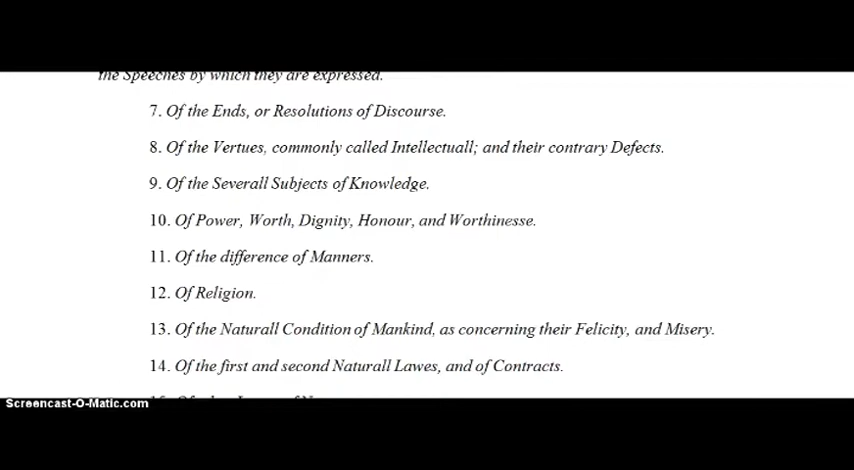 the Speeches by which they are expressed.
7. Of the Ends, or Resolutions of Discourse.
8. Of the Vertues, commonly called Intellectuall; and their contrary Defects.
9. Of the Severall Subjects of Knowledge.
10. Of Power, Worth, Dignity, Honour, and Worthinesse.
11. Of the difference of Manners.
12. Of Religion.
13. Of the Naturall Condition of Mankind, as concerning their Felicity, and Misery.
14. Of the first and second Naturall Lawes, and of Contracts.
Screencast-O-Matic.com